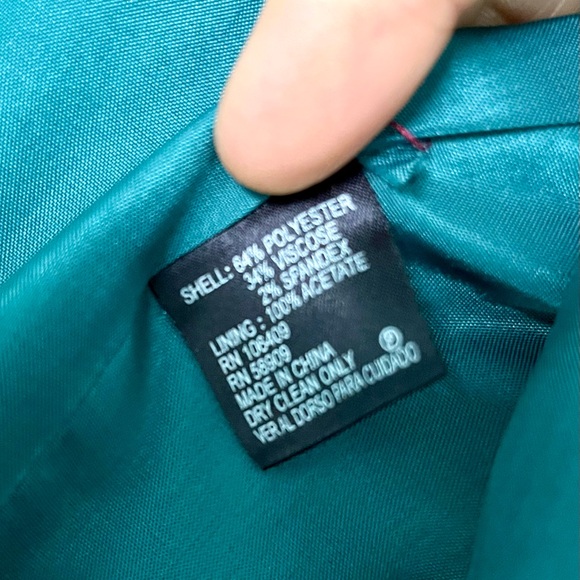 SHELL: 64% POLYESTER
34% VISCOSE
2% SPANDEX
LINING : 100% ACETATE
RN 106409
RN 58909
MADE IN CHINA
DRY CLEAN ONLY
VER AL DORSO PARA CUIDADO
P